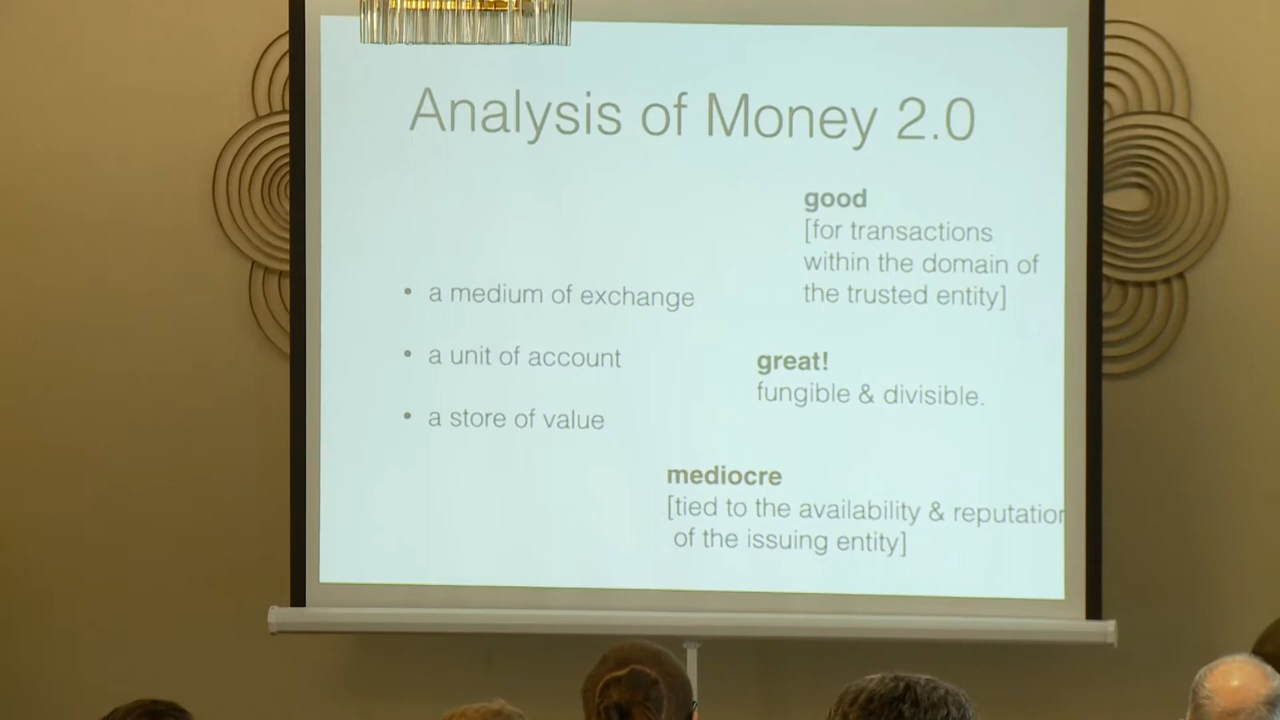 Analysis of Money 2.0
good
[for transactions
within the domain of
the trusted entity]
• a medium of exchange
• a unit of account
great!
fungible & divisible.
• a store of value
mediocre
[tied to the availability & reputation
of the issuing entity]